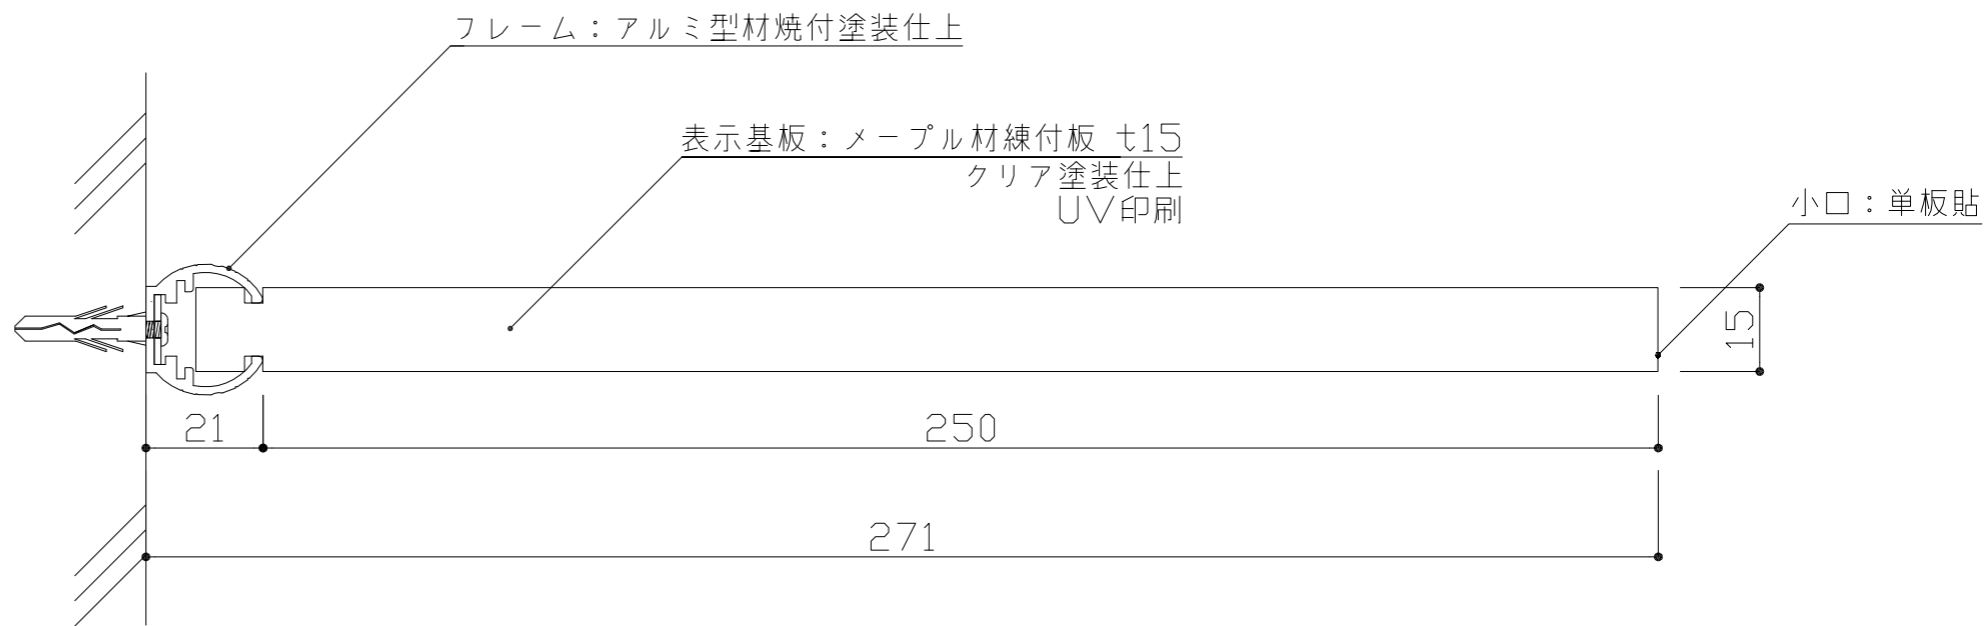 フレーム：アルミ型材焼付塗装仕上
表示基板：メープル材練付板 t15
クリア塗装仕上
UV印刷
小口：単板貼
15
21
250
271